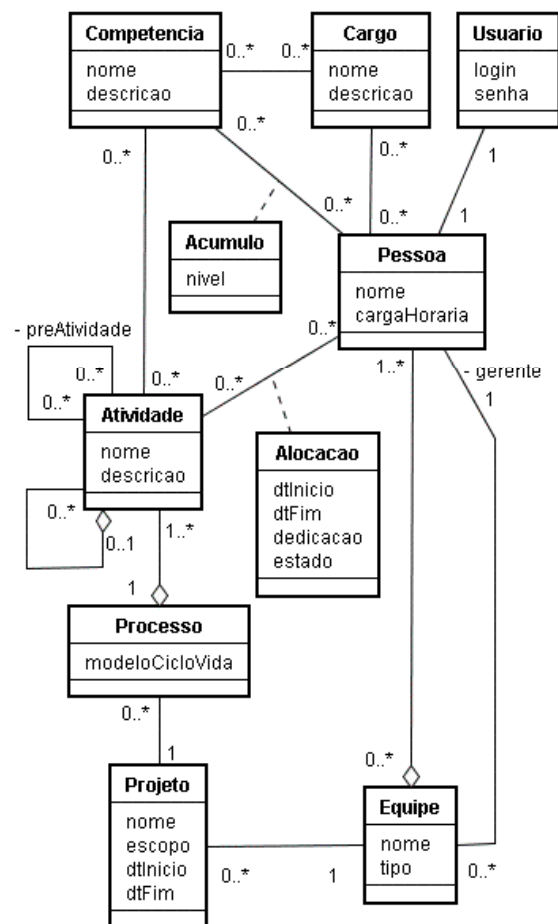 Competencia
nome
descricao
0..*
0..*
Cargo
nome
descricao
Usuario
login
senha
0..*
0..*
0..*
1
0..*
0..*
1
Acumulo
nivel
Pessoa
nome
cargaHoraria
- preAtividade
0..*
0..*
0..*
0..*
0..*
1..*
- gerente
1
Atividade
nome
descricao
Alocacao
dtInicio
dtFim
dedicacao
estado
0..*
0..1
1..*
1
Processo
modeloCicloVida
0..*
1
Projeto
nome
escopo
dtInicio
dtFim
0..*
Equipe
nome
tipo
0..*
1
0..*